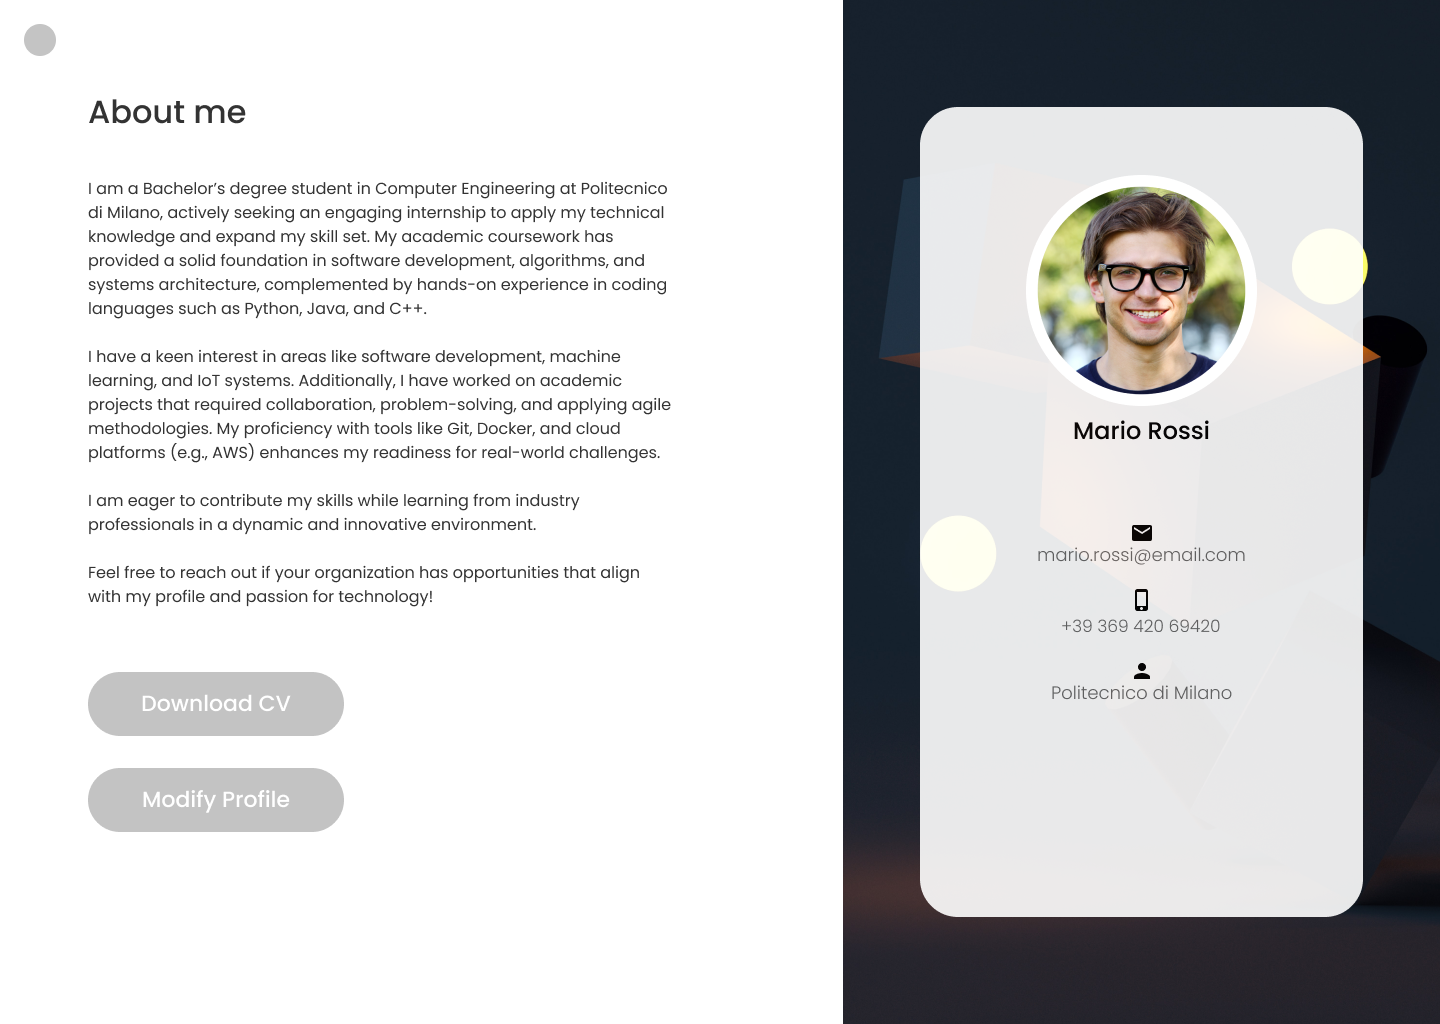 About me
I am a Bachelor’s degree student in Computer Engineering at Politecnico
di Milano, actively seeking an engaging internship to apply my technical
knowledge and expand my skill set. My academic coursework has
provided a solid foundation in software development, algorithms, and
systems architecture, complemented by hands-on experience in coding
languages such as Python, Java, and C++.
I have a keen interest in areas like software development, machine
learning, and IoT systems. Additionally, I have worked on academic
projects that required collaboration, problem-solving, and applying agile
methodologies. My proficiency with tools like Git, Docker, and cloud
platforms (e.g., AWS) enhances my readiness for real-world challenges.
I am eager to contribute my skills while learning from industry
professionals in a dynamic and innovative environment.
Feel free to reach out if your organization has opportunities that align
with my profile and passion for technology!
Download CV
Modify Profile
Mario Rossi
mario.rossi@email.com
+39 369 420 69420
Politecnico di Milano